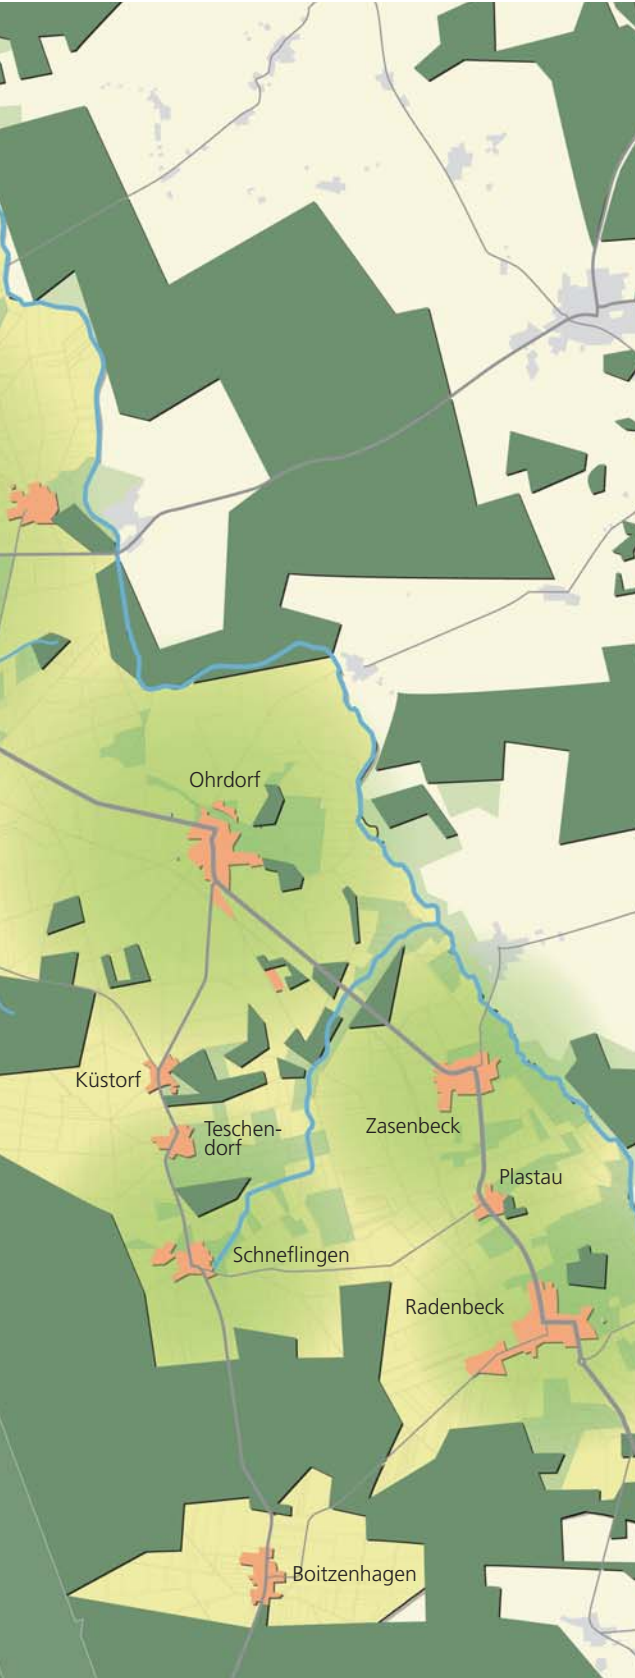 Ohrdorf
Küstorf
Teschen-
dorf
Zasenbeck
Plastau
Schneflingen
Radenbeck
Boitzenhagen